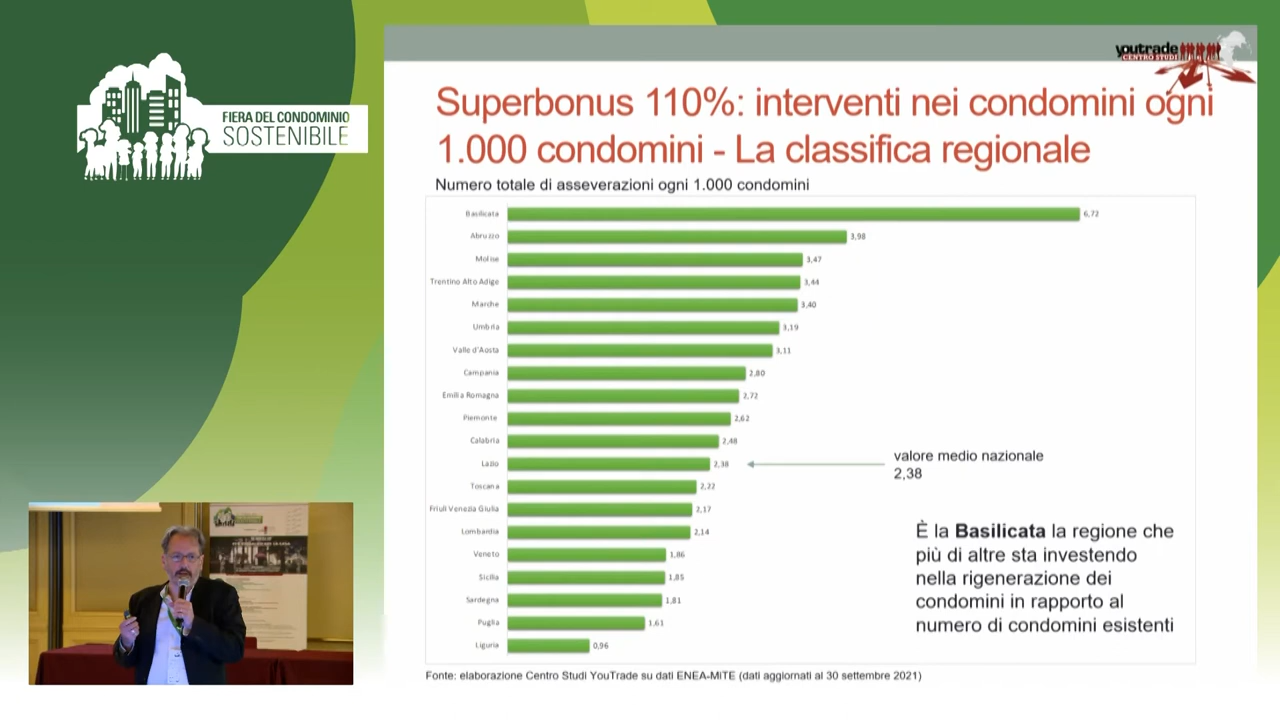 FIERA DEL CONDOMINIO
SOSTENIBILE
youtrade
CENTRO STUDI
Superbonus 110%: interventi nei condomini ogni
1.000 condomini - La classifica regionale
Numero totale di asseverazioni ogni 1.000 condomini
Basilicata 6,72
Abruzzo 3,98
Molise 3,47
Trentino Alto Adige 3,44
Marche 3,40
Umbria 3,19
Valle d'Aosta 3,11
Campania 2,80
Emilia Romagna 2,72
Piemonte 2,62
Calabria 2,48
Lazio 2,38
Toscana 2,22
Friuli Venezia Giulia 2,17
Lombardia 2,14
Veneto 1,86
Sicilia 1,85
Sardegna 1,81
Puglia 1,61
Liguria 0,96
valore medio nazionale
2,38
È la Basilicata la regione che
più di altre sta investendo
nella rigenerazione dei
condomini in rapporto al
numero di condomini esistenti
Fonte: elaborazione Centro Studi YouTrade su dati ENEA-MiTE (dati aggiornati al 30 settembre 2021)